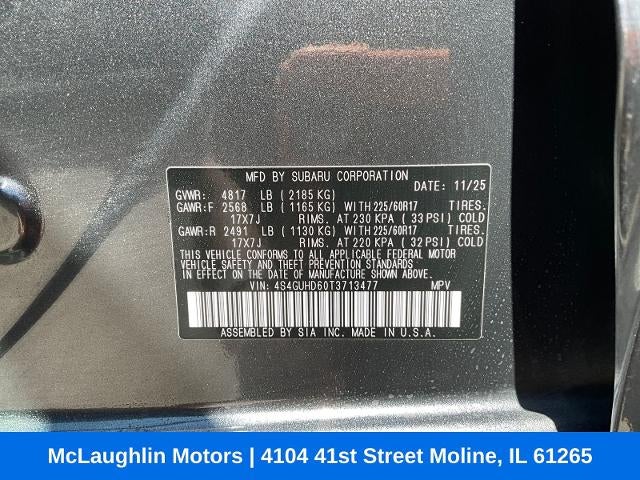 MFD BY SUBARU CORPORATION
DATE: 11/25
GVWR: 4817 LB ( 2185 KG)
GAWR:F 2568 LB ( 1165 KG) WITH 225/60R17 TIRES.
17X7J RIMS. AT 230 KPA ( 33 PSI) COLD
GAWR:R 2491 LB ( 1130 KG) WITH 225/60R17 TIRES.
17X7J RIMS. AT 220 KPA ( 32 PSI) COLD
THIS VEHICLE CONFORMS TO ALL APPLICABLE FEDERAL MOTOR
VEHICLE SAFETY AND THEFT PREVENTION STANDARDS
IN EFFECT ON THE DATE OF MANUFACTURE SHOWN ABOVE.
VIN: 4S4GUHD60T3713477 MPV
ASSEMBLED BY SIA INC. MADE IN U.S.A.
McLaughlin Motors | 4104 41st Street Moline, IL 61265